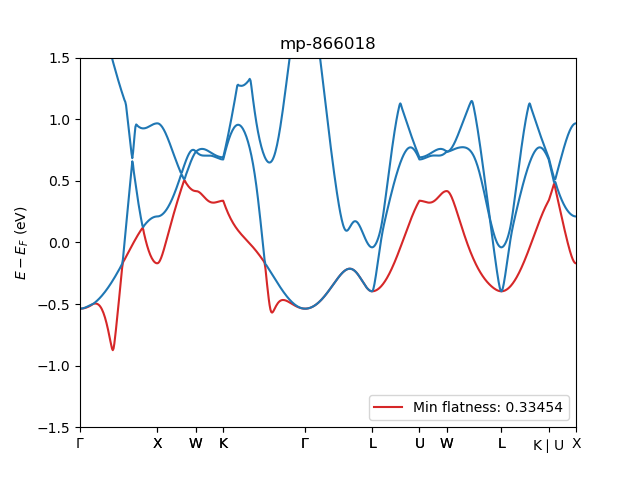 mp-866018
E − E_F (eV)
1.5
1.0
0.5
0.0
−0.5
−1.0
−1.5
Min flatness: 0.33454
Γ X W K Γ L U W L K | U X